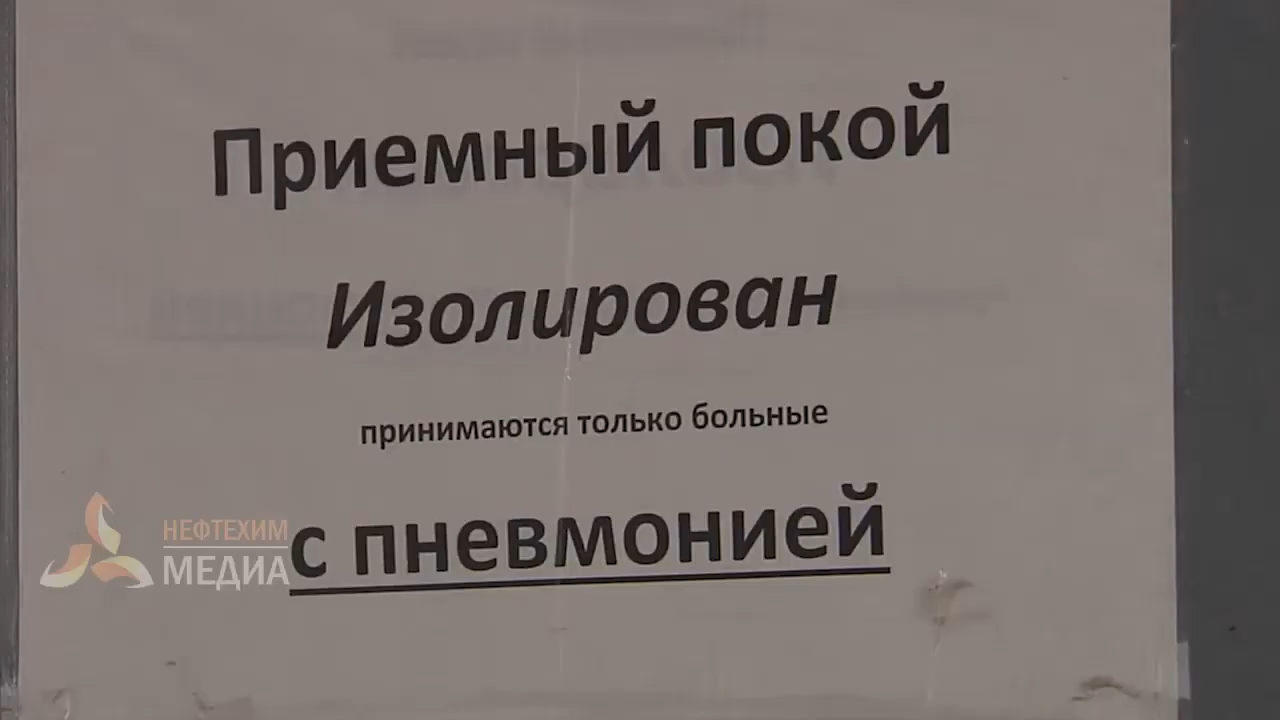 Приемный покой
Изолирован
принимаются только больные
с пневмонией
НЕФТЕХИМ
МЕДИА